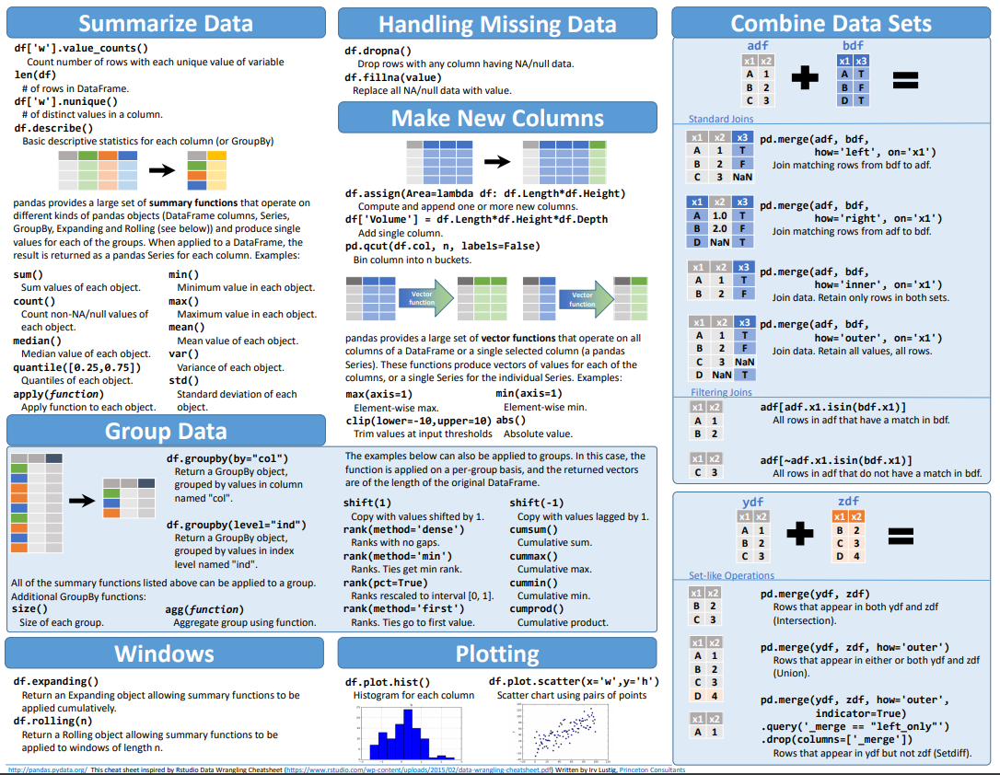 Summarize Data
df['w'].value_counts()
Count number of rows with each unique value of variable
len(df)
# of rows in DataFrame.
df['w'].nunique()
# of distinct values in a column.
df.describe()
Basic descriptive statistics for each column (or GroupBy)
pandas provides a large set of summary functions that operate on
different kinds of pandas objects (DataFrame columns, Series,
GroupBy, Expanding and Rolling (see below)) and produce single
values for each of the groups. When applied to a DataFrame, the
result is returned as a pandas Series for each column. Examples:
sum()
Sum values of each object.
count()
Count non-NA/null values of
each object.
median()
Median value of each object.
quantile([0.25,0.75])
Quantiles of each object.
apply(function)
Apply function to each object.
min()
Minimum value in each object.
max()
Maximum value in each object.
mean()
Mean value of each object.
var()
Variance of each object.
std()
Standard deviation of each
object.
Group Data
df.groupby(by="col")
Return a GroupBy object,
grouped by values in column
named "col".
df.groupby(level="ind")
Return a GroupBy object,
grouped by values in index
level named "ind".
All of the summary functions listed above can be applied to a group.
Additional GroupBy functions:
size()
Size of each group.
agg(function)
Aggregate group using function.
Windows
df.expanding()
Return an Expanding object allowing summary functions to be
applied cumulatively.
df.rolling(n)
Return a Rolling object allowing summary functions to be
applied to windows of length n.
Handling Missing Data
df.dropna()
Drop rows with any column having NA/null data.
df.fillna(value)
Replace all NA/null data with value.
Make New Columns
df.assign(Area=lambda df: df.Length*df.Height)
Compute and append one or more new columns.
df['Volume'] = df.Length*df.Height*df.Depth
Add single column.
pd.qcut(df.col, n, labels=False)
Bin column into n buckets.
Vector
function
Vector
function
pandas provides a large set of vector functions that operate on all
columns of a DataFrame or a single selected column (a pandas
Series). These functions produce vectors of values for each of the
columns, or a single Series for the individual Series. Examples:
max(axis=1)
Element-wise max.
clip(lower=-10,upper=10)
Trim values at input thresholds
min(axis=1)
Element-wise min.
abs()
Absolute value.
The examples below can also be applied to groups. In this case, the
function is applied on a per-group basis, and the returned vectors
are of the length of the original DataFrame.
shift(1)
Copy with values shifted by 1.
rank(method='dense')
Ranks with no gaps.
rank(method='min')
Ranks. Ties get min rank.
rank(pct=True)
Ranks rescaled to interval [0, 1].
rank(method='first')
Ranks. Ties go to first value.
shift(-1)
Copy with values lagged by 1.
cumsum()
Cumulative sum.
cummax()
Cumulative max.
cummin()
Cumulative min.
cumprod()
Cumulative product.
Plotting
df.plot.hist()
Histogram for each column
df.plot.scatter(x='w',y='h')
Scatter chart using pairs of points
Combine Data Sets
adf
x1 x2
A 1
B 2
C 3
bdf
x1 x3
A T
B F
D T
Standard Joins
x1 x2 x3
A 1 T
B 2 F
C 3 NaN
pd.merge(adf, bdf,
how='left', on='x1')
Join matching rows from bdf to adf.
x1 x2 x3
A 1.0 T
B 2.0 F
D NaN T
pd.merge(adf, bdf,
how='right', on='x1')
Join matching rows from adf to bdf.
x1 x2 x3
A 1 T
B 2 F
pd.merge(adf, bdf,
how='inner', on='x1')
Join data. Retain only rows in both sets.
x1 x2 x3
A 1 T
B 2 F
C 3 NaN
D NaN T
pd.merge(adf, bdf,
how='outer', on='x1')
Join data. Retain all values, all rows.
Filtering Joins
x1 x2
A 1
B 2
adf[adf.x1.isin(bdf.x1)]
All rows in adf that have a match in bdf.
x1 x2
C 3
adf[~adf.x1.isin(bdf.x1)]
All rows in adf that do not have a match in bdf.
ydf
x1 x2
A 1
B 2
C 3
zdf
x1 x2
B 2
C 3
D 4
Set-like Operations
x1 x2
B 2
C 3
pd.merge(ydf, zdf)
Rows that appear in both ydf and zdf
(Intersection).
x1 x2
A 1
B 2
C 3
D 4
pd.merge(ydf, zdf, how='outer')
Rows that appear in either or both ydf and zdf
(Union).
x1 x2
A 1
pd.merge(ydf, zdf, how='outer',
indicator=True)
.query('_merge == "left_only"')
.drop(columns=['_merge'])
Rows that appear in ydf but not zdf (Setdiff).
http://pandas.pydata.org/ This cheat sheet inspired by Rstudio Data Wrangling Cheatsheet (https://www.rstudio.com/wp-content/uploads/2015/02/data-wrangling-cheatsheet.pdf) Written by Irv Lustig, Princeton Consultants